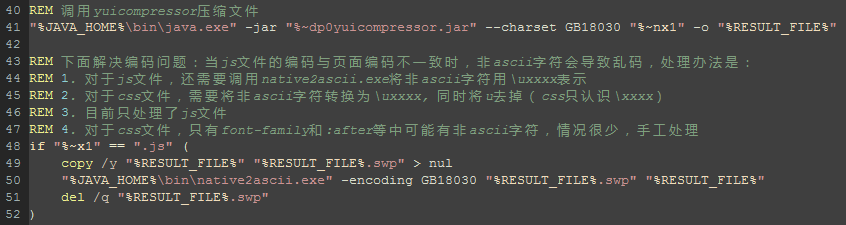 40 REM 调用yuicompressor压缩文件
41 "%JAVA_HOME%\bin\java.exe" -jar "%~dp0yuicompressor.jar" --charset GB18030 "%~nx1" -o "%RESULT_FILE%"
42
43 REM 下面解决编码问题：当js文件的编码与页面编码不一致时，非ascii字符会导致乱码，处理办法是：
44 REM 1. 对于js文件，还需要调用native2ascii.exe将非ascii字符用\uxxxx表示
45 REM 2. 对于css文件，需要将非ascii字符转换为\uxxxx, 同时将u去掉（css只认识\xxxx）
46 REM 3. 目前只处理了js文件
47 REM 4. 对于css文件，只有font-family和:after等中可能有非ascii字符，情况很少，手工处理
48 if "%~x1" == ".js" (
49 copy /y "%RESULT_FILE%" "%RESULT_FILE%.swp" > nul
50 "%JAVA_HOME%\bin\native2ascii.exe" -encoding GB18030 "%RESULT_FILE%.swp" "%RESULT_FILE%"
51 del /q "%RESULT_FILE%.swp"
52 )